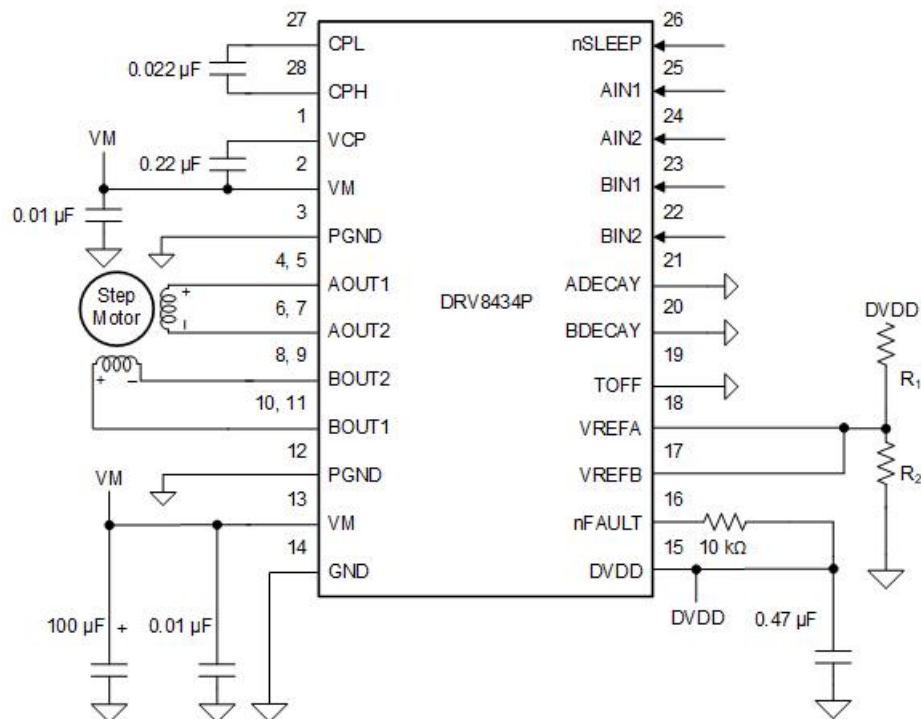 27
CPL
0.022 µF
28
CPH
1
VCP
VM
0.22 µF
2
VM
0.01 µF
3
PGND
4, 5
AOUT1
Step
Motor
+
−
6, 7
AOUT2
8, 9
BOUT2
+
−
10, 11
BOUT1
12
PGND
VM
13
VM
14
GND
100 µF
+
0.01 µF
DRV8434P
26
nSLEEP
25
AIN1
24
AIN2
23
BIN1
22
BIN2
21
ADECAY
20
BDECAY
19
TOFF
18
VREFA
17
VREFB
16
nFAULT
10 kΩ
15
DVDD
DVDD
0.47 µF
DVDD
R1
R2